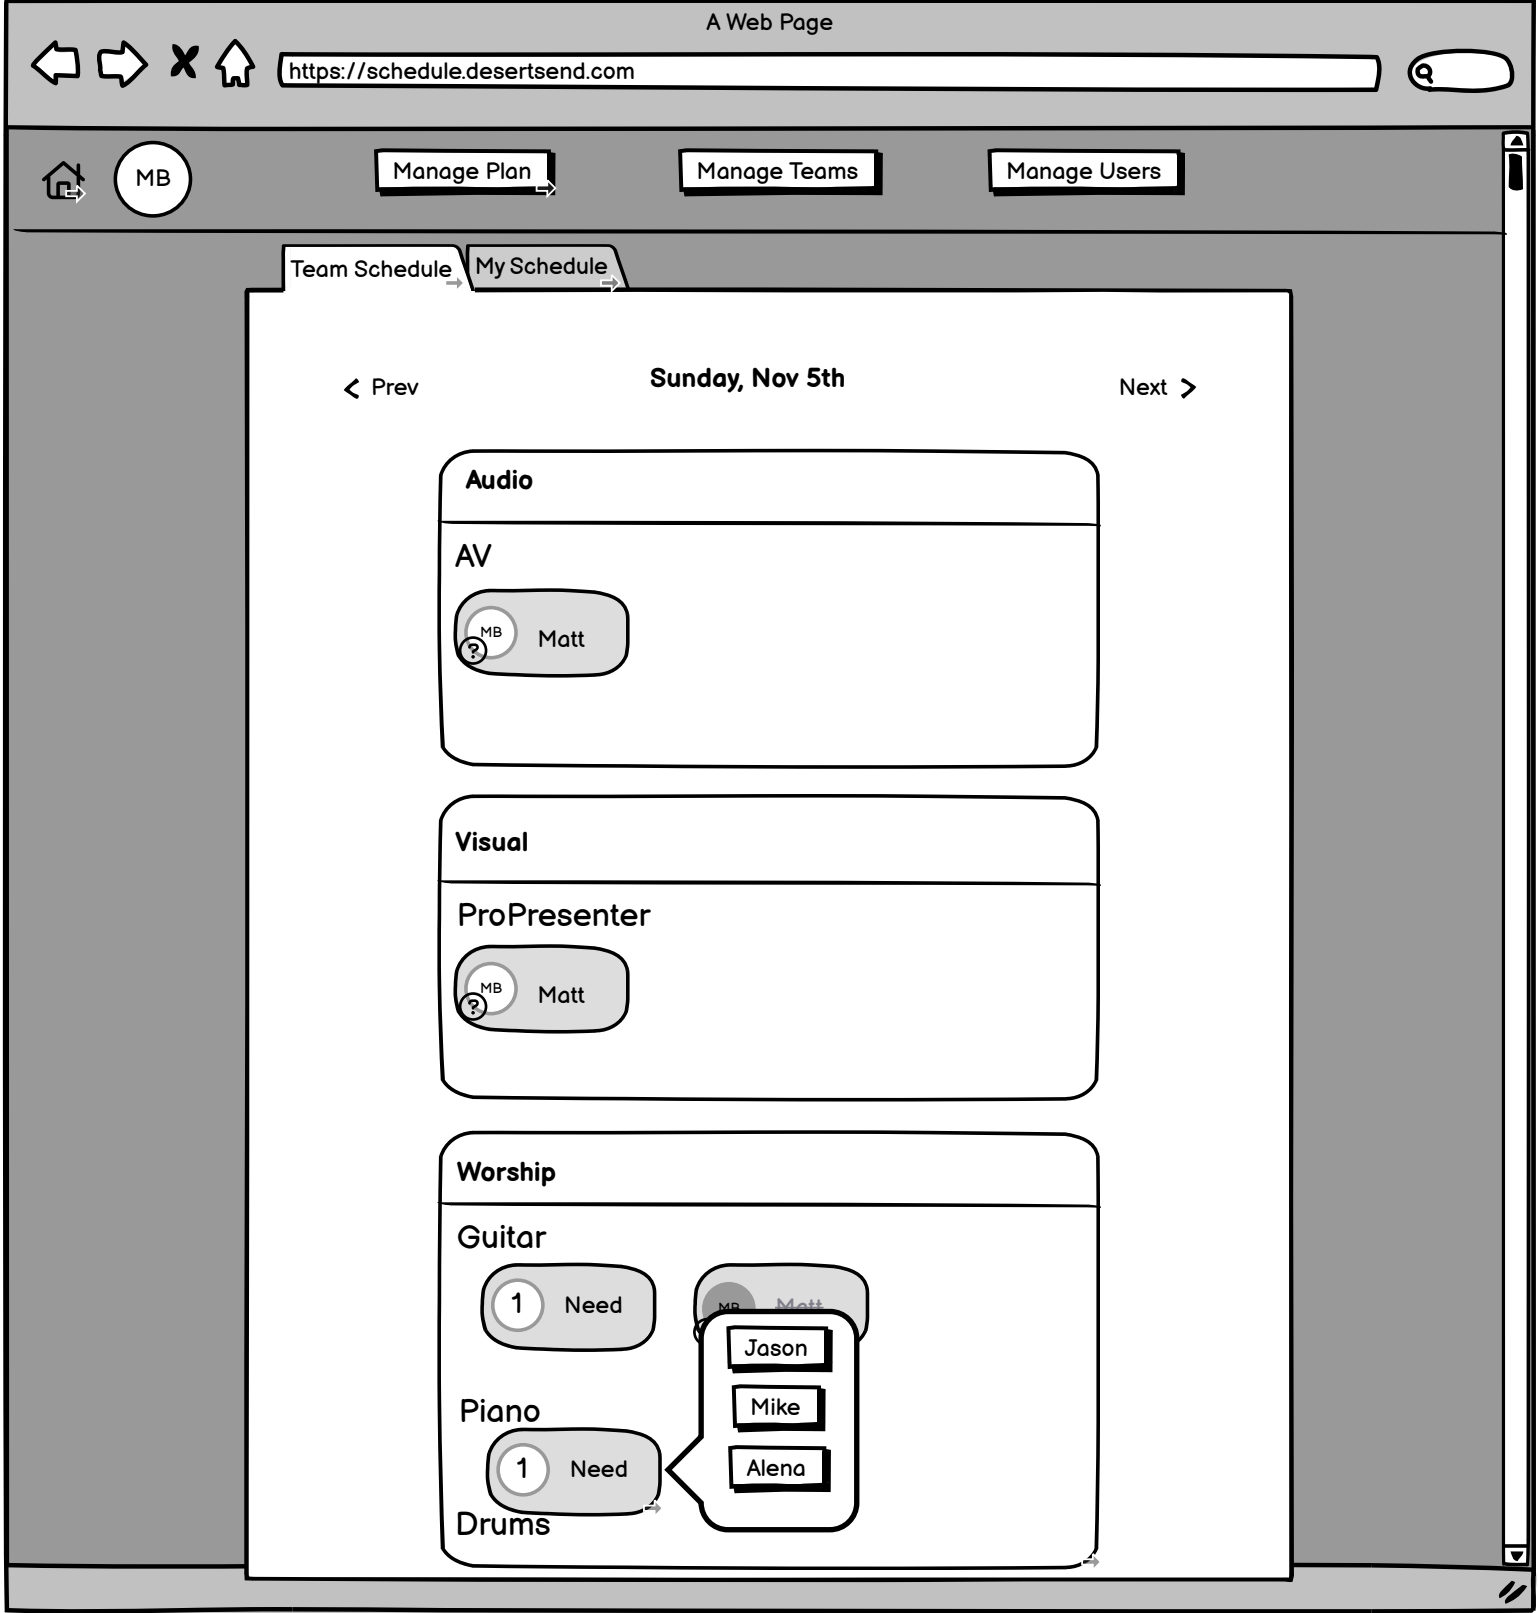 A Web Page
https://schedule.desertsend.com
MB
Manage Plan
Manage Teams
Manage Users
Team Schedule
My Schedule
Prev
Sunday, Nov 5th
Next
Audio
AV
MB
?
Matt
Visual
ProPresenter
MB
?
Matt
Worship
Guitar
1
Need
MB
Matt
Jason
Mike
Alena
Piano
1
Need
Drums